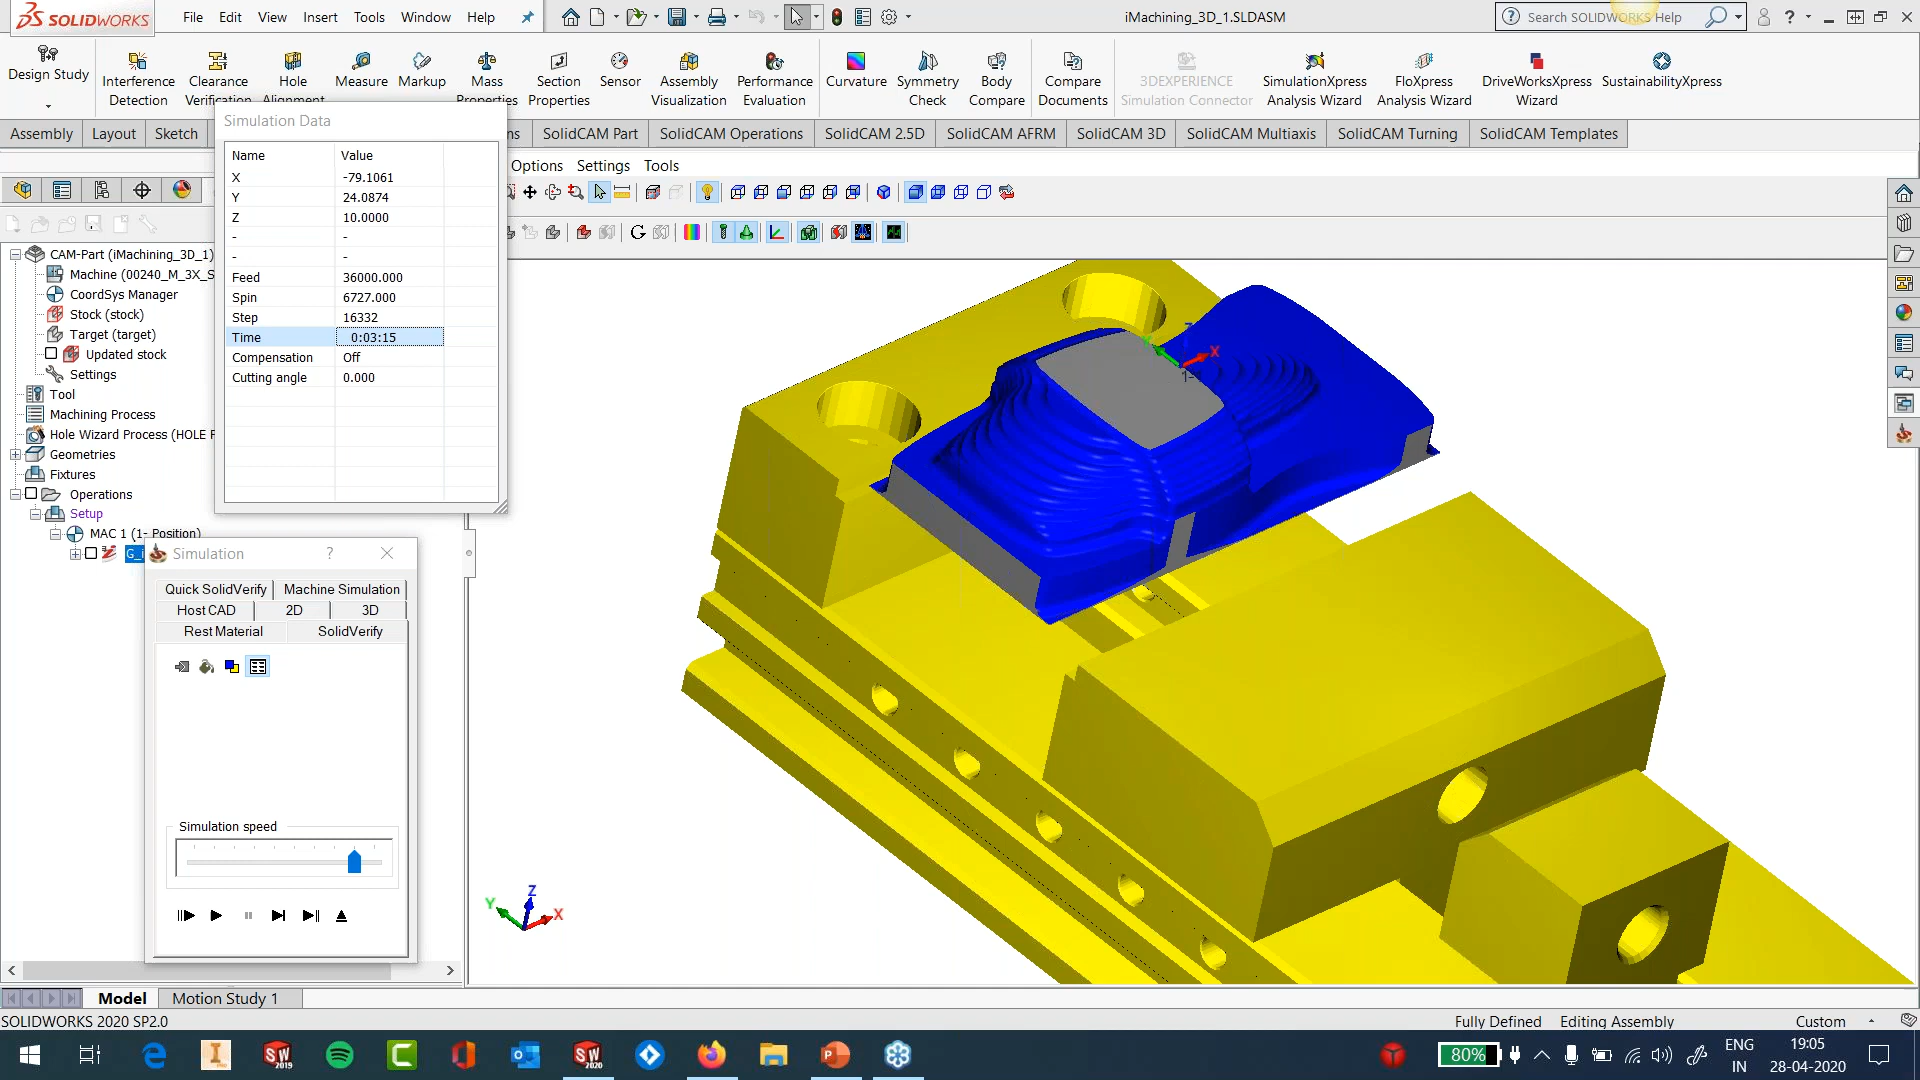 SOLIDWORKS File Edit View Insert Tools Window Help iMachining_3D_1.SLDASM Search SOLIDWORKS Help
Design Study Interference Detection Clearance Verification Hole Alignment Measure Markup Mass Properties Section Properties Sensor Assembly Visualization Performance Evaluation Curvature Symmetry Check Body Compare Compare Documents 3DEXPERIENCE Simulation Connector SimulationXpress Analysis Wizard FloXpress Analysis Wizard DriveWorksXpress Wizard SustainabilityXpress
Assembly Layout Sketch SolidCAM Part SolidCAM Operations SolidCAM 2.5D SolidCAM AFRM SolidCAM 3D SolidCAM Multiaxis SolidCAM Turning SolidCAM Templates
Options Settings Tools
CAM-Part (iMachining_3D_1)
Machine (00240_M_3X_S
CoordSys Manager
Stock (stock)
Target (target)
Updated stock
Settings
Tool
Machining Process
Hole Wizard Process (HOLE F
Geometries
Fixtures
Operations
Setup
MAC 1 (1- Position)
G_i
Simulation Data
Name Value
X -79.1061
Y 24.0874
Z 10.0000
- -
- -
Feed 36000.000
Spin 6727.000
Step 16332
Time 0:03:15
Compensation Off
Cutting angle 0.000
Simulation ?
Quick SolidVerify Machine Simulation
Host CAD 2D 3D
Rest Material SolidVerify
Simulation speed
X
Z
Y X
Model Motion Study 1
SOLIDWORKS 2020 SP2.0 Fully Defined Editing Assembly Custom
SW 2019 SW 2020 80% ENG IN 19:05 28-04-2020